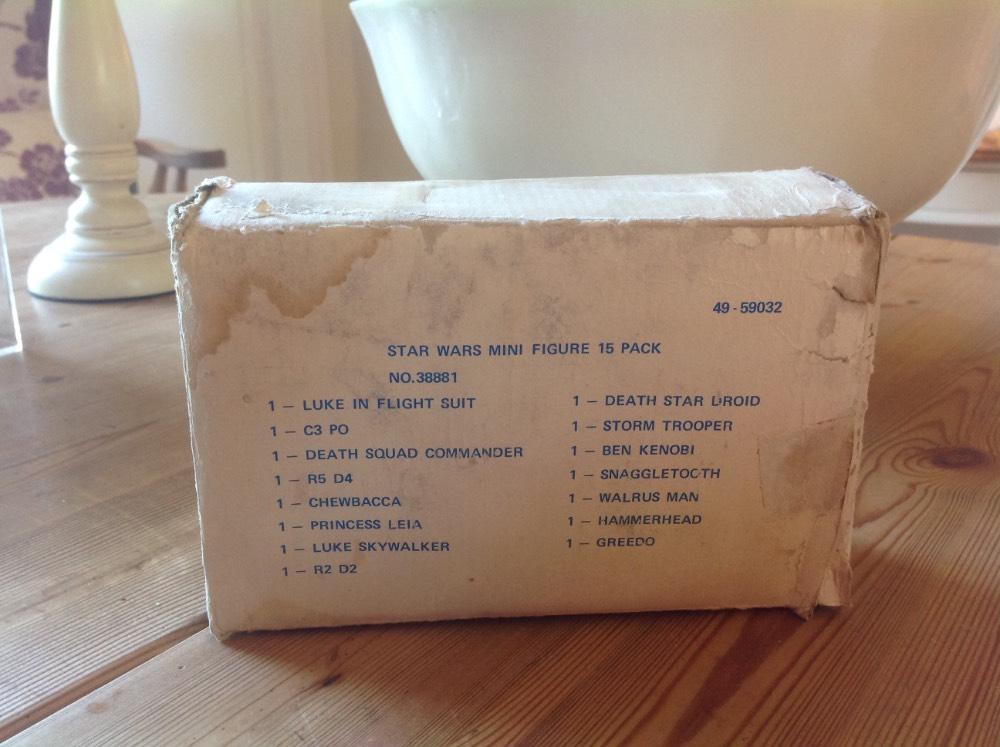 49-59032
STAR WARS MINI FIGURE 15 PACK
NO.38881
1 – LUKE IN FLIGHT SUIT
1 – C3 PO
1 – DEATH SQUAD COMMANDER
1 – R5 D4
1 – CHEWBACCA
1 – PRINCESS LEIA
1 – LUKE SKYWALKER
1 – R2 D2
1 – DEATH STAR DROID
1 – STORM TROOPER
1 – BEN KENOBI
1 – SNAGGLETOOTH
1 – WALRUS MAN
1 – HAMMERHEAD
1 – GREEDO